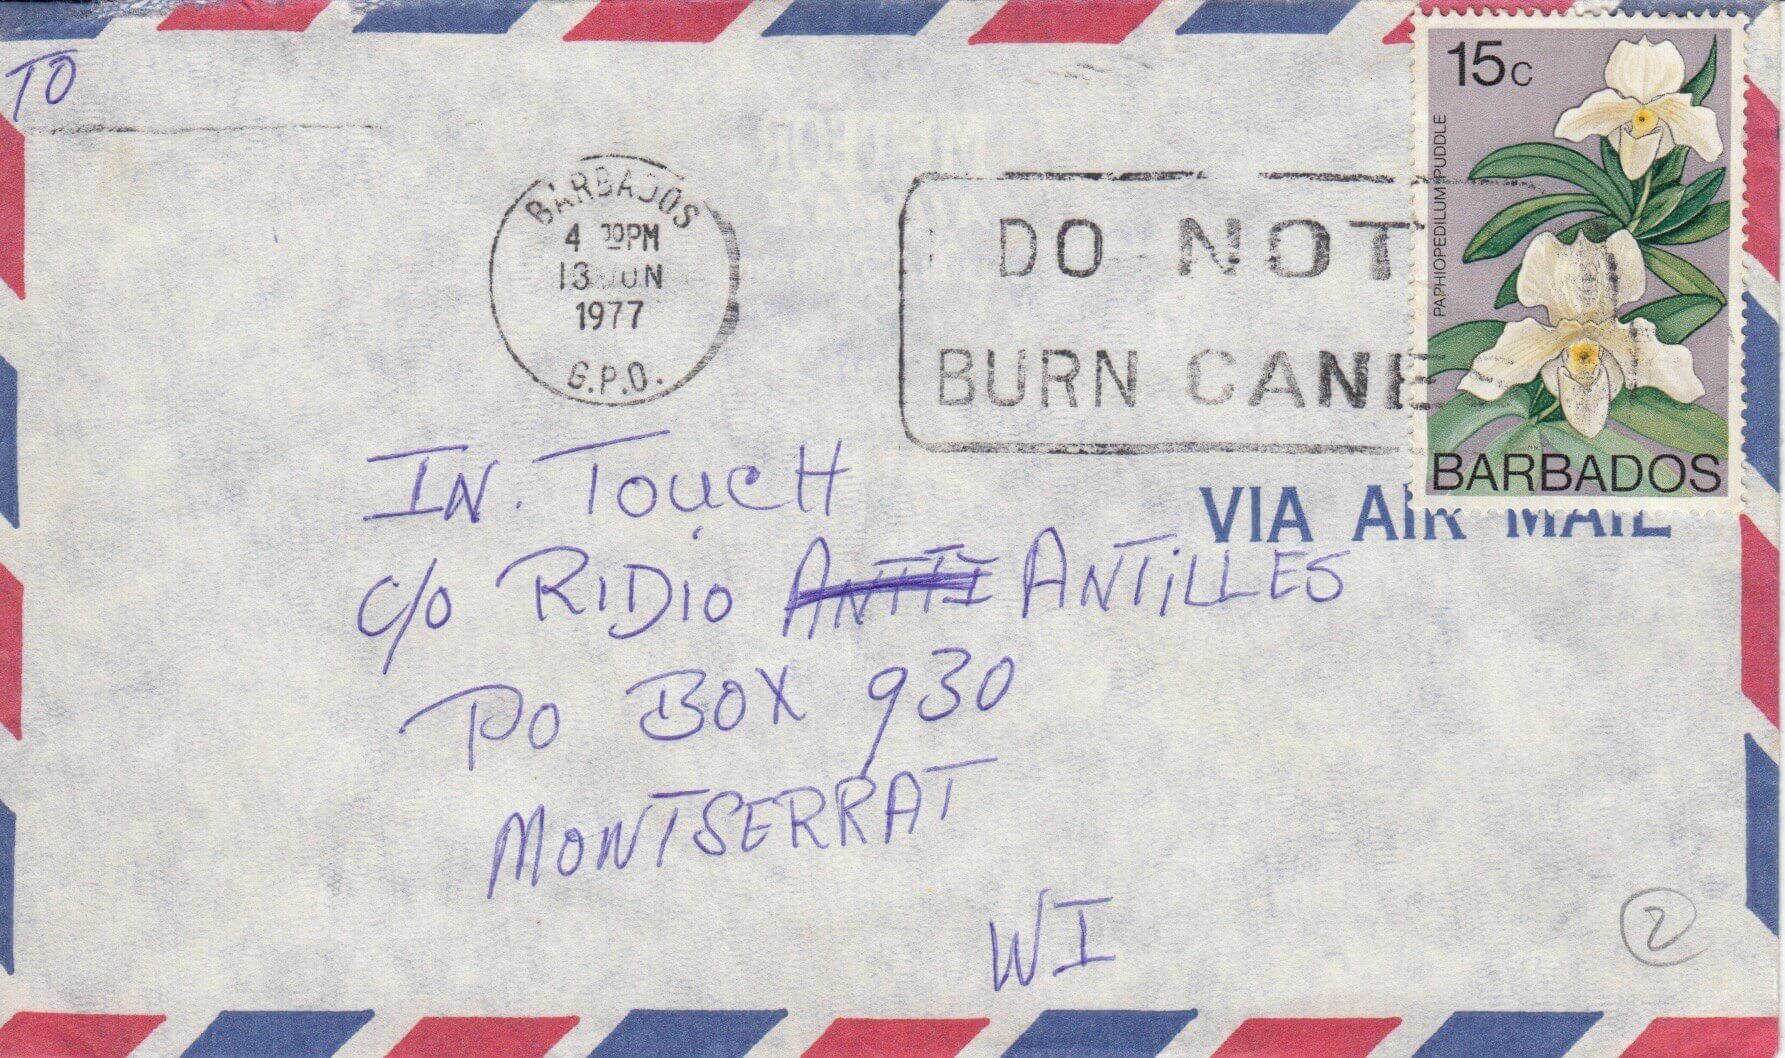 TO
BARBADOS
4 30PM
13 JUN
1977
G.P.O.
DO NOT
BURN CANES
15c
PAPHIOPEDILUM PUDDLE
BARBADOS
VIA AIR MAIL
IN. TOUCH
c/o RIDIO ANTILLES
PO BOX 930
MONTSERRAT
WI
2